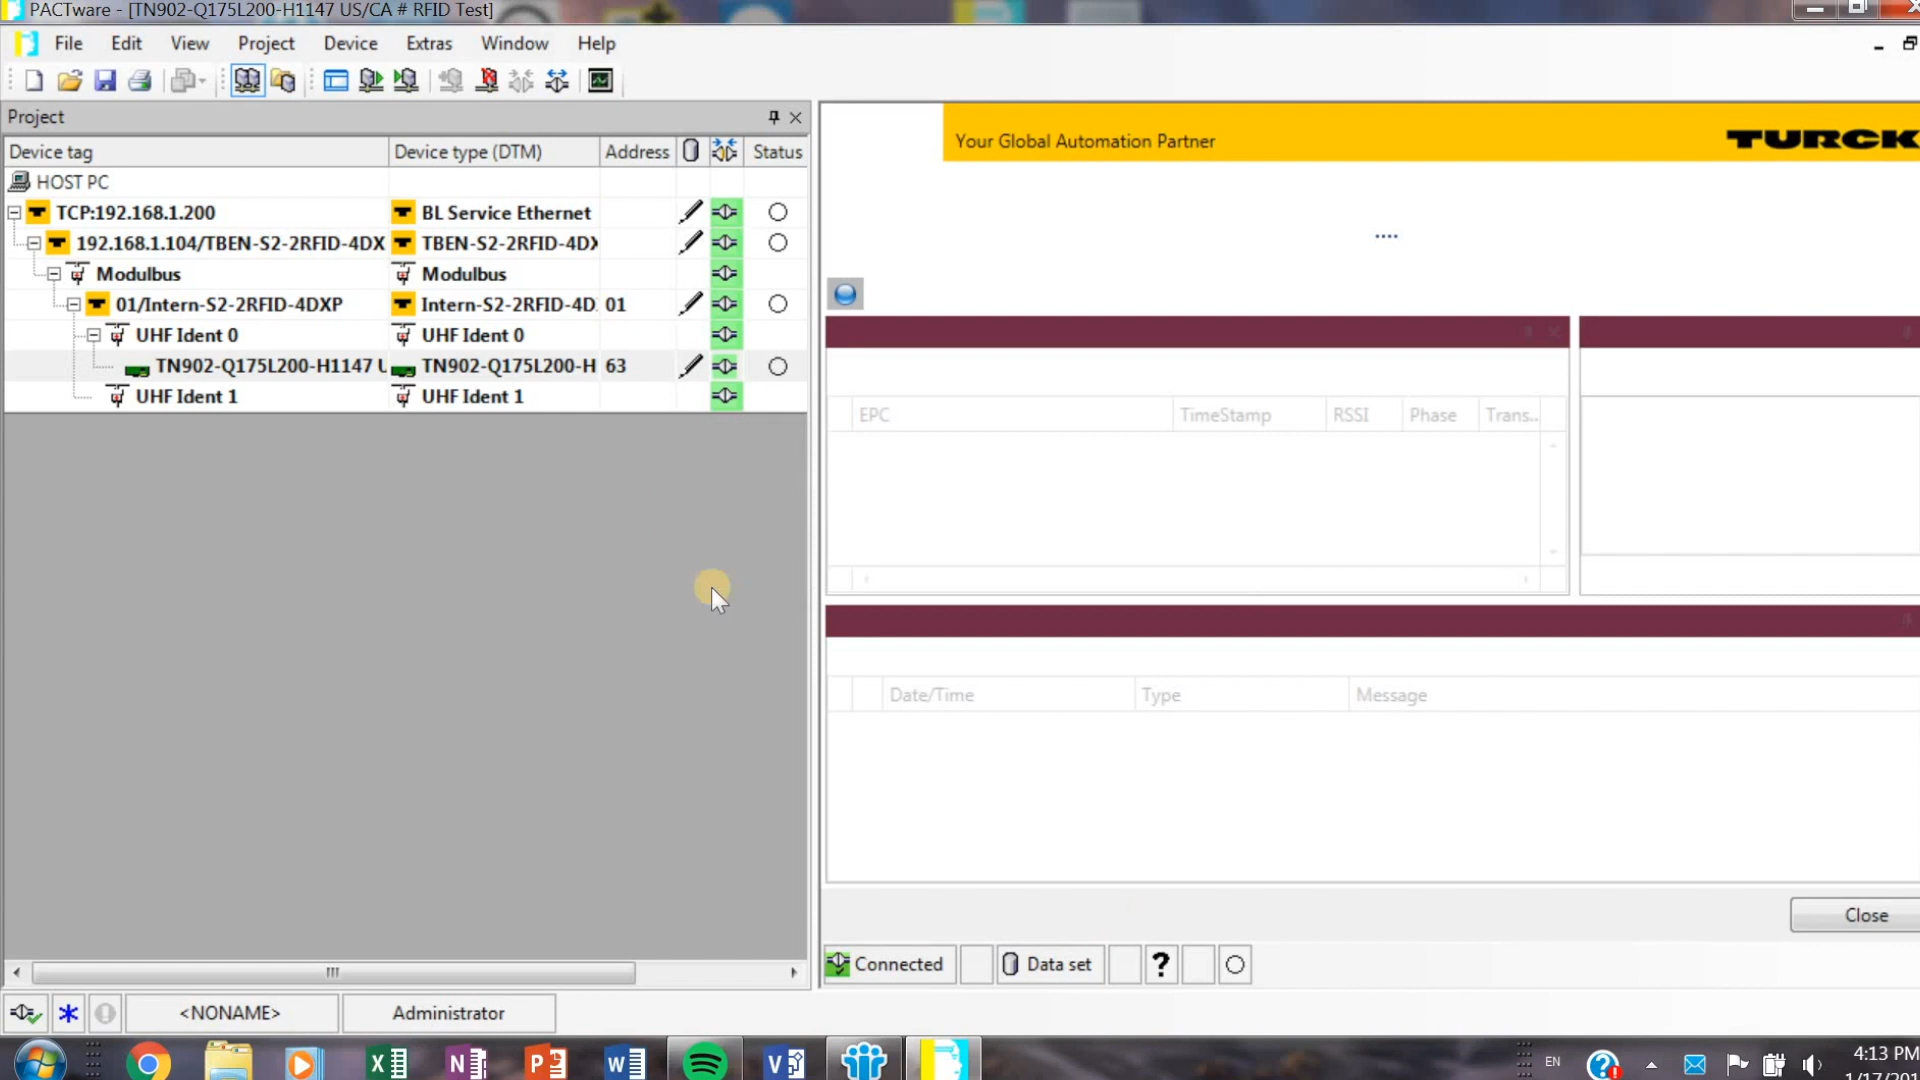 PACTware - [TN902-Q175L200-H1147 US/CA # RFID Test]
File Edit View Project Device Extras Window Help
Project
Device tag Device type (DTM) Address Status
HOST PC
TCP:192.168.1.200 BL Service Ethernet
192.168.1.104/TBEN-S2-2RFID-4DX TBEN-S2-2RFID-4DX
Modulbus Modulbus
01/Intern-S2-2RFID-4DXP Intern-S2-2RFID-4D 01
UHF Ident 0 UHF Ident 0
TN902-Q175L200-H1147 U TN902-Q175L200-H 63
UHF Ident 1 UHF Ident 1
Your Global Automation Partner TURCK
....
EPC TimeStamp RSSI Phase Trans..
Date/Time Type Message
Close
Connected Data set ?
<NONAME> Administrator
EN
4:13 PM